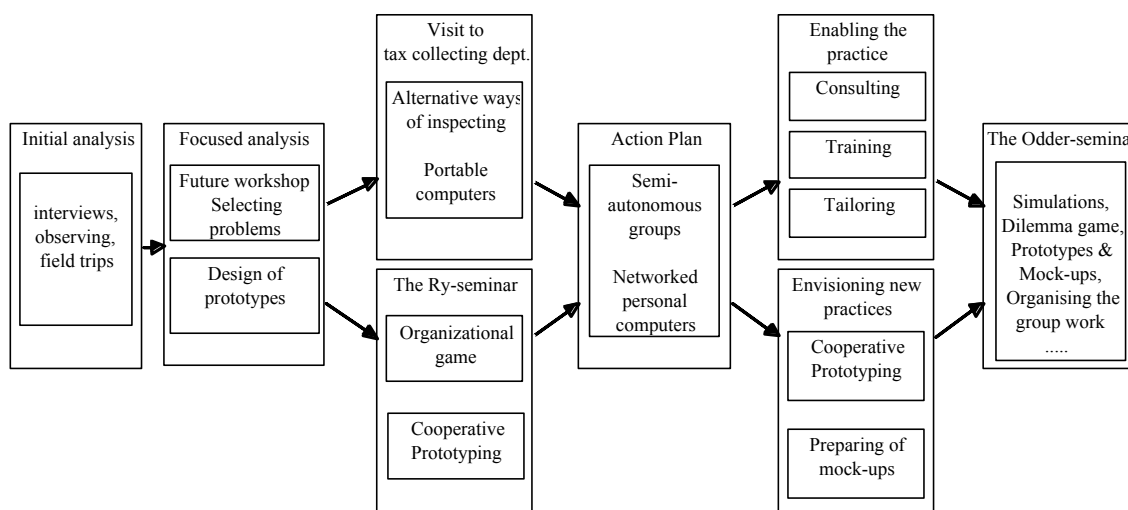 Initial analysis
interviews,
observing,
field trips
Focused analysis
Future workshop
Selecting
problems
Design of
prototypes
Visit to
tax collecting dept.
Alternative ways
of inspecting
Portable
computers
The Ry-seminar
Organizational
game
Cooperative
Prototyping
Action Plan
Semi-
autonomous
groups
Networked
personal
computers
Enabling the
practice
Consulting
Training
Tailoring
Envisioning new
practices
Cooperative
Prototyping
Preparing of
mock-ups
The Odder-seminar
Simulations,
Dilemma game,
Prototypes &
Mock-ups,
Organising the
group work
.....